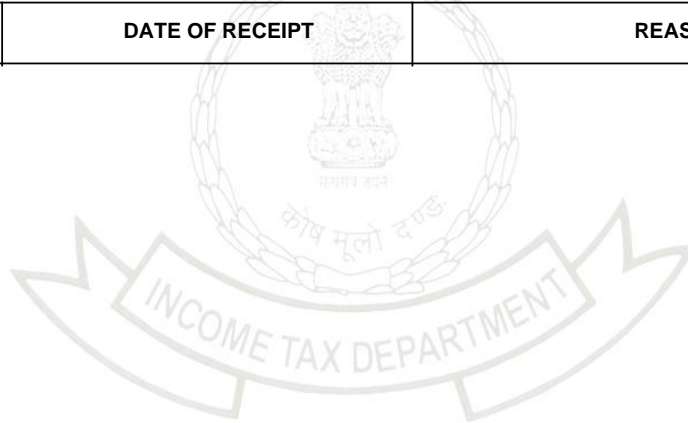 DATE OF RECEIPT REAS
कोष मूलो दण्डः
INCOME TAX DEPARTMENT